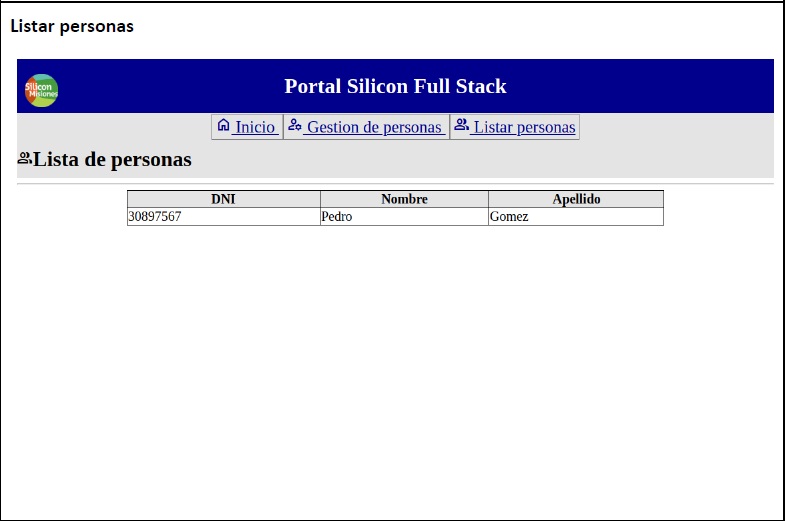 Listar personas
Silicon
Misiones
Portal Silicon Full Stack
Inicio Gestion de personas Listar personas
Lista de personas
DNI Nombre Apellido
30897567 Pedro Gomez